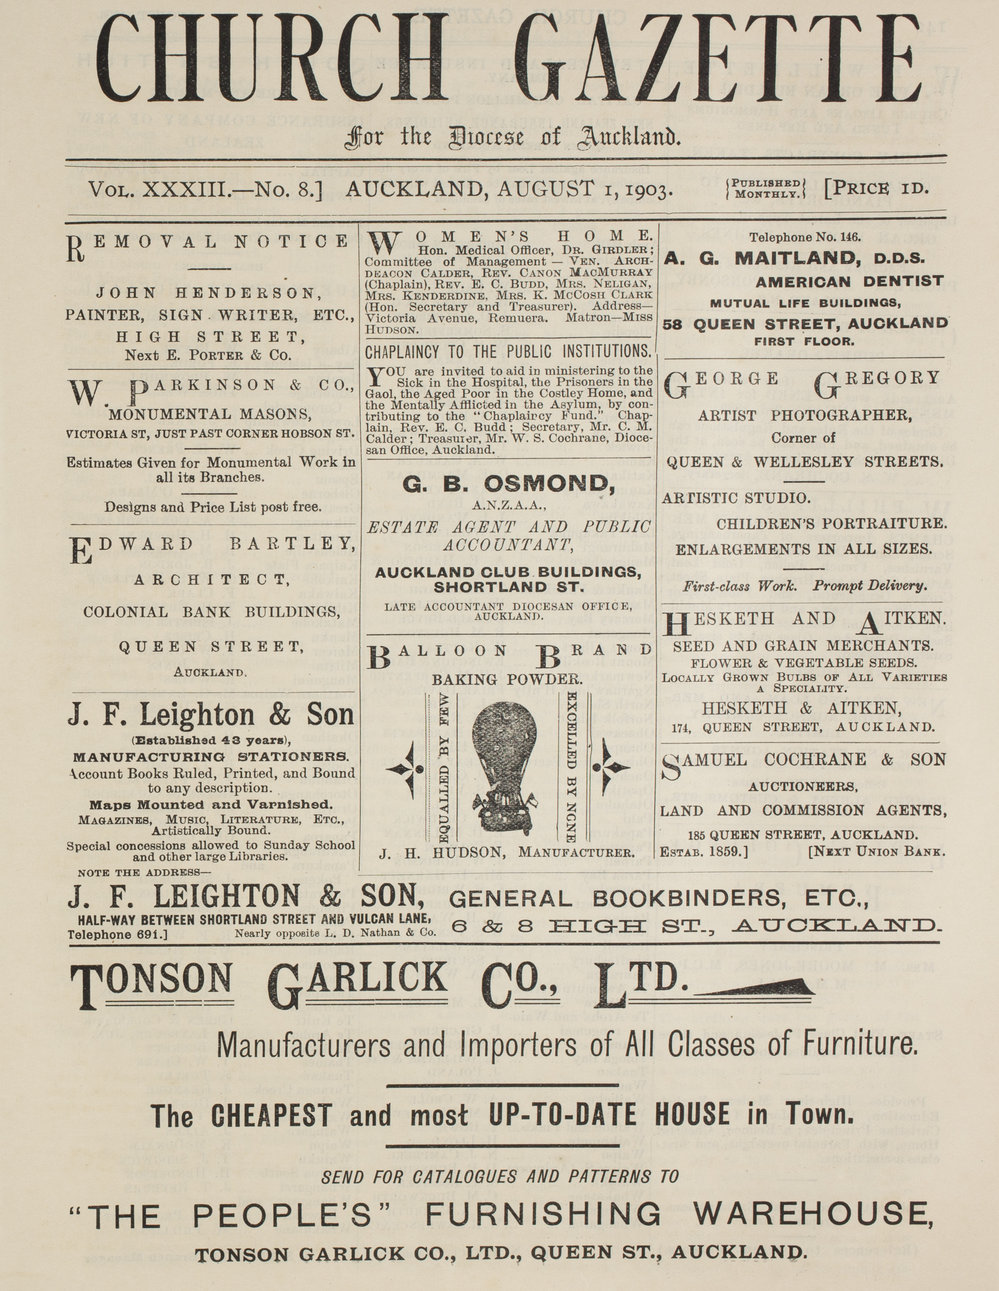 CHURCH GAZETTE
For the Diocese of Auckland.
VOL. XXXIII.—No. 8.] AUCKLAND, AUGUST 1, 1903. {PUBLISHED MONTHLY.} [PRICE 1D.
REMOVAL NOTICE
JOHN HENDERSON,
PAINTER, SIGN WRITER, ETC.,
HIGH STREET,
Next E. PORTER & Co.
W. PARKINSON & CO.,
MONUMENTAL MASONS,
VICTORIA ST, JUST PAST CORNER HOBSON ST.
Estimates Given for Monumental Work in
all its Branches.
Designs and Price List post free.
EDWARD BARTLEY,
ARCHITECT,
COLONIAL BANK BUILDINGS,
QUEEN STREET,
AUCKLAND.
J. F. Leighton & Son
(Established 43 years),
MANUFACTURING STATIONERS.
Account Books Ruled, Printed, and Bound
to any description.
Maps Mounted and Varnished.
MAGAZINES, MUSIC, LITERATURE, ETC.,
Artistically Bound.
Special concessions allowed to Sunday School
and other large Libraries.
NOTE THE ADDRESS—
WOMEN'S HOME.
Hon. Medical Officer, DR. GIRDLER;
Committee of Management — VEN. ARCH-
DEACON CALDER, REV. CANON MACMURRAY
(Chaplain), REV. E. C. BUDD, MRS. NELIGAN,
MRS. KENDERDINE, MRS. K. MCCOSH CLARK
(Hon. Secretary and Treasurer). Address—
Victoria Avenue, Remuera. Matron—MISS
HUDSON.
CHAPLAINCY TO THE PUBLIC INSTITUTIONS.
YOU are invited to aid in ministering to the
Sick in the Hospital, the Prisoners in the
Gaol, the Aged Poor in the Costley Home, and
the Mentally Afflicted in the Asylum, by con-
tributing to the "Chaplaincy Fund." Chap-
lain, Rev. E. C. Budd; Secretary, Mr. C. M.
Calder; Treasurer, Mr. W. S. Cochrane, Dioce-
san Office, Auckland.
G. B. OSMOND,
A.N.Z.A.A.,
ESTATE AGENT AND PUBLIC
ACCOUNTANT,
AUCKLAND CLUB BUILDINGS,
SHORTLAND ST.
LATE ACCOUNTANT DIOCESAN OFFICE,
AUCKLAND.
BALLOON BRAND
BAKING POWDER.
EQUALLED BY FEW
EXCELLED BY NONE
J. H. HUDSON, MANUFACTURER.
Telephone No. 146.
A. G. MAITLAND, D.D.S.
AMERICAN DENTIST
MUTUAL LIFE BUILDINGS,
58 QUEEN STREET, AUCKLAND
FIRST FLOOR.
GEORGE GREGORY
ARTIST PHOTOGRAPHER,
Corner of
QUEEN & WELLESLEY STREETS.
ARTISTIC STUDIO.
CHILDREN'S PORTRAITURE.
ENLARGEMENTS IN ALL SIZES.
First-class Work. Prompt Delivery.
HESKETH AND AITKEN.
SEED AND GRAIN MERCHANTS.
FLOWER & VEGETABLE SEEDS.
LOCALLY GROWN BULBS OF ALL VARIETIES
A SPECIALITY.
HESKETH & AITKEN,
174, QUEEN STREET, AUCKLAND.
SAMUEL COCHRANE & SON
AUCTIONEERS,
LAND AND COMMISSION AGENTS,
185 QUEEN STREET, AUCKLAND.
ESTAB. 1859.] [NEXT UNION BANK.
J. F. LEIGHTON & SON, GENERAL BOOKBINDERS, ETC.,
HALF-WAY BETWEEN SHORTLAND STREET AND VULCAN LANE,
Telephone 691.] Nearly opposite L. D. Nathan & Co.
6 & 8 HIGH ST., AUCKLAND.
TONSON GARLICK CO., LTD.
Manufacturers and Importers of All Classes of Furniture.
The CHEAPEST and most UP-TO-DATE HOUSE in Town.
SEND FOR CATALOGUES AND PATTERNS TO
"THE PEOPLE'S" FURNISHING WAREHOUSE,
TONSON GARLICK CO., LTD., QUEEN ST., AUCKLAND.